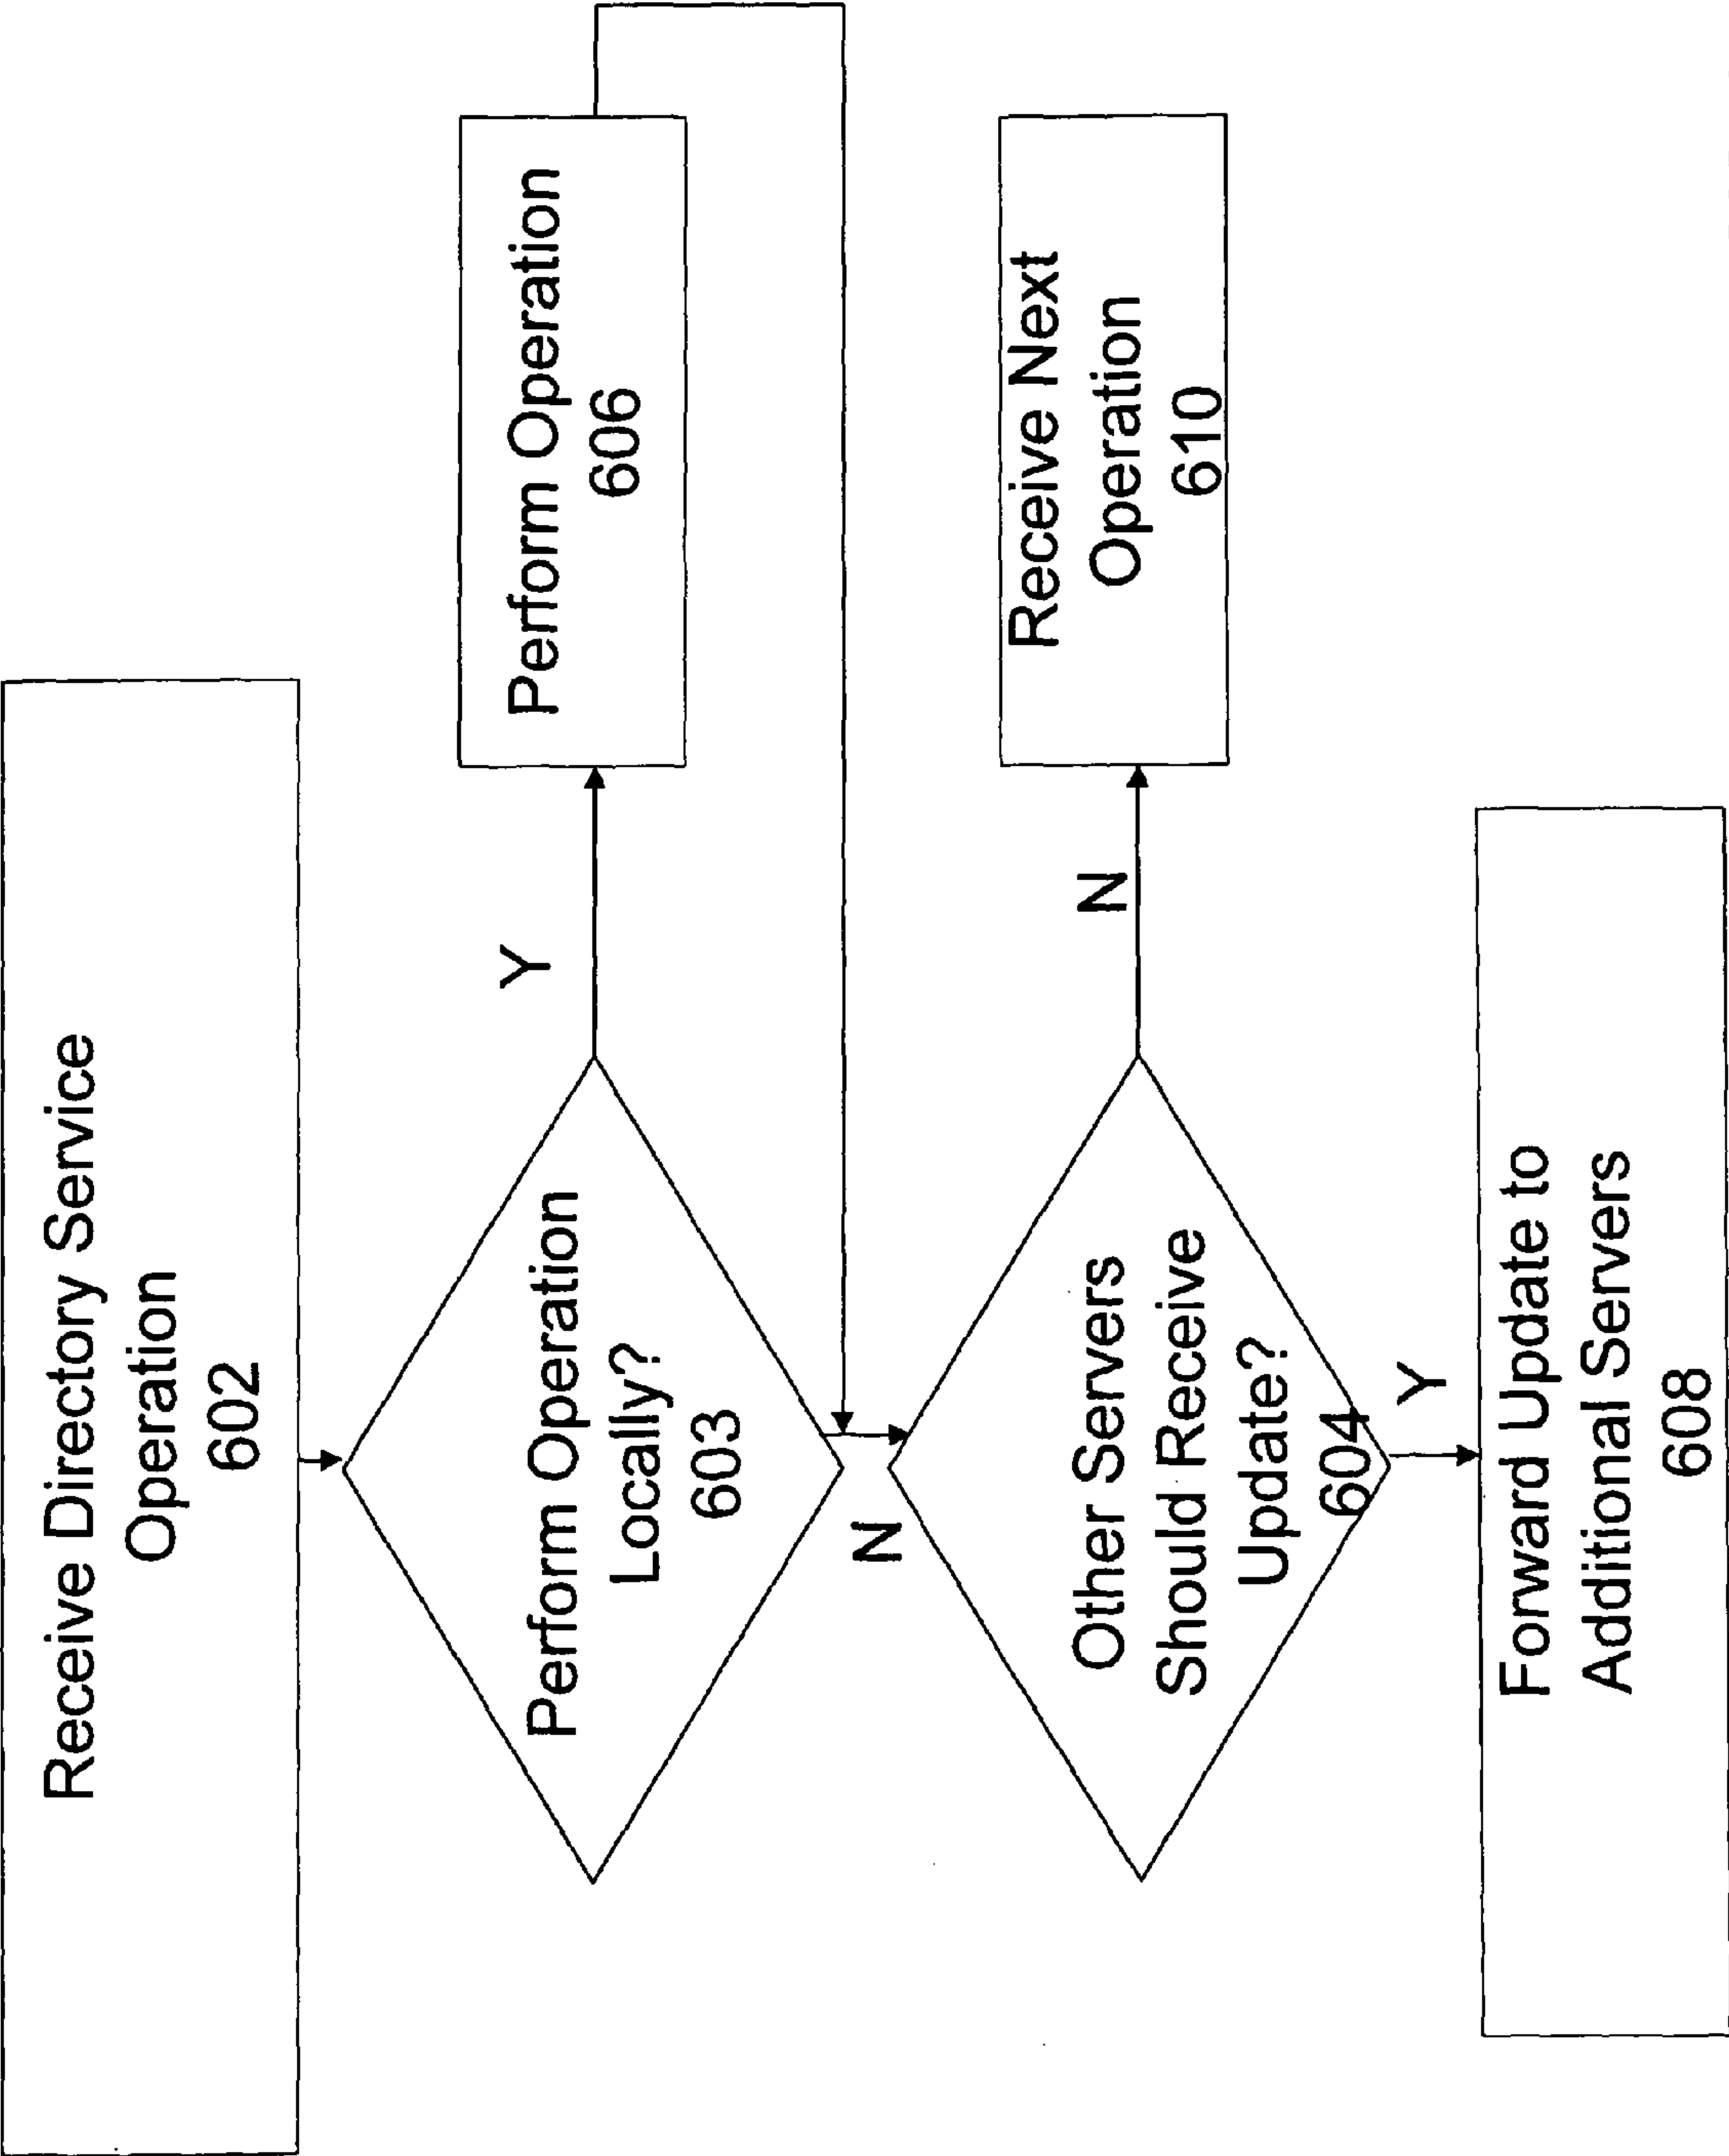 Receive Directory Service
Operation
602
Perform Operation
Locally?
603
Y
Perform Operation
606
N
Other Servers
Should Receive
Update?
604
N
Receive Next
Operation
610
Y
Forward Update to
Additional Servers
608